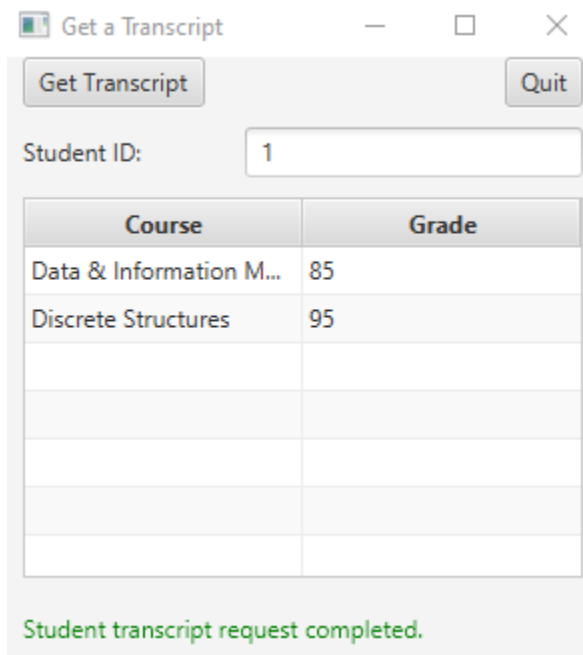 Get a Transcript
Get Transcript Quit
Student ID: 1
Course Grade
Data & Information M... 85
Discrete Structures 95
Student transcript request completed.